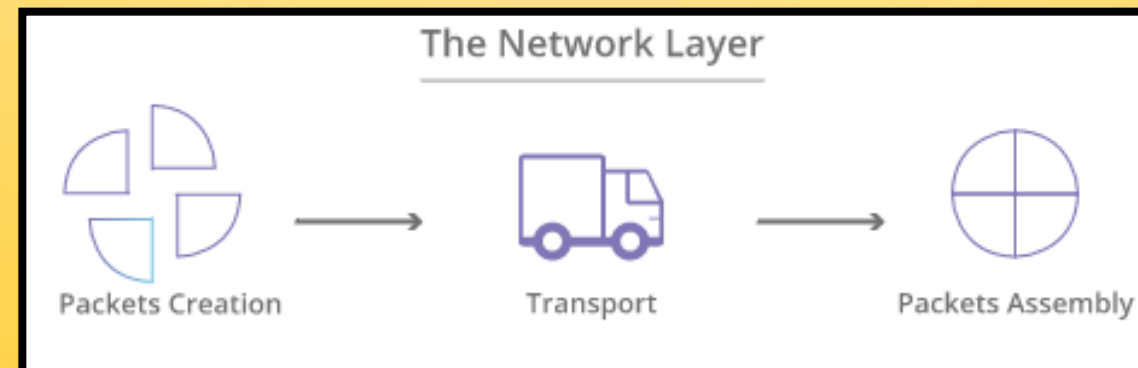 The Network Layer
Packets Creation
Transport
Packets Assembly